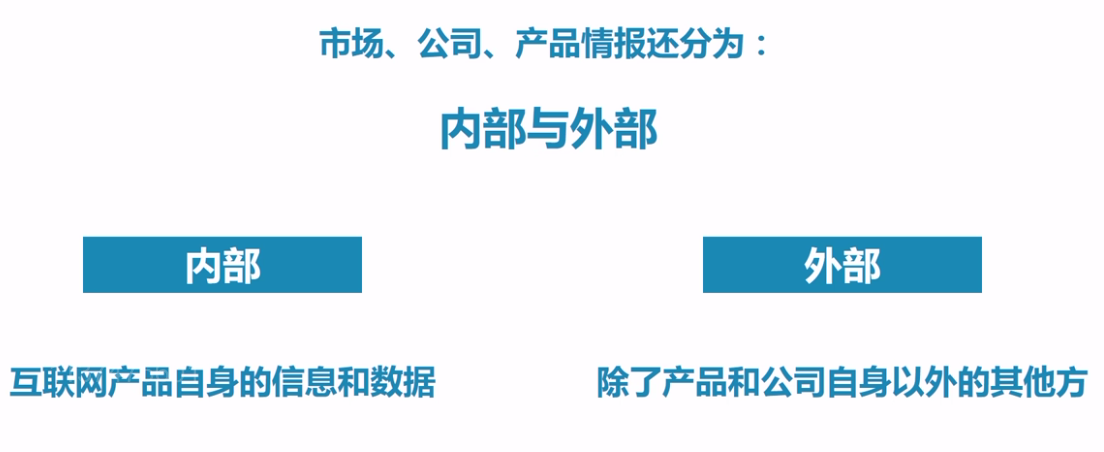 市场、公司、产品情报还分为：
内部与外部
内部
外部
互联网产品自身的信息和数据
除了产品和公司自身以外的其他方